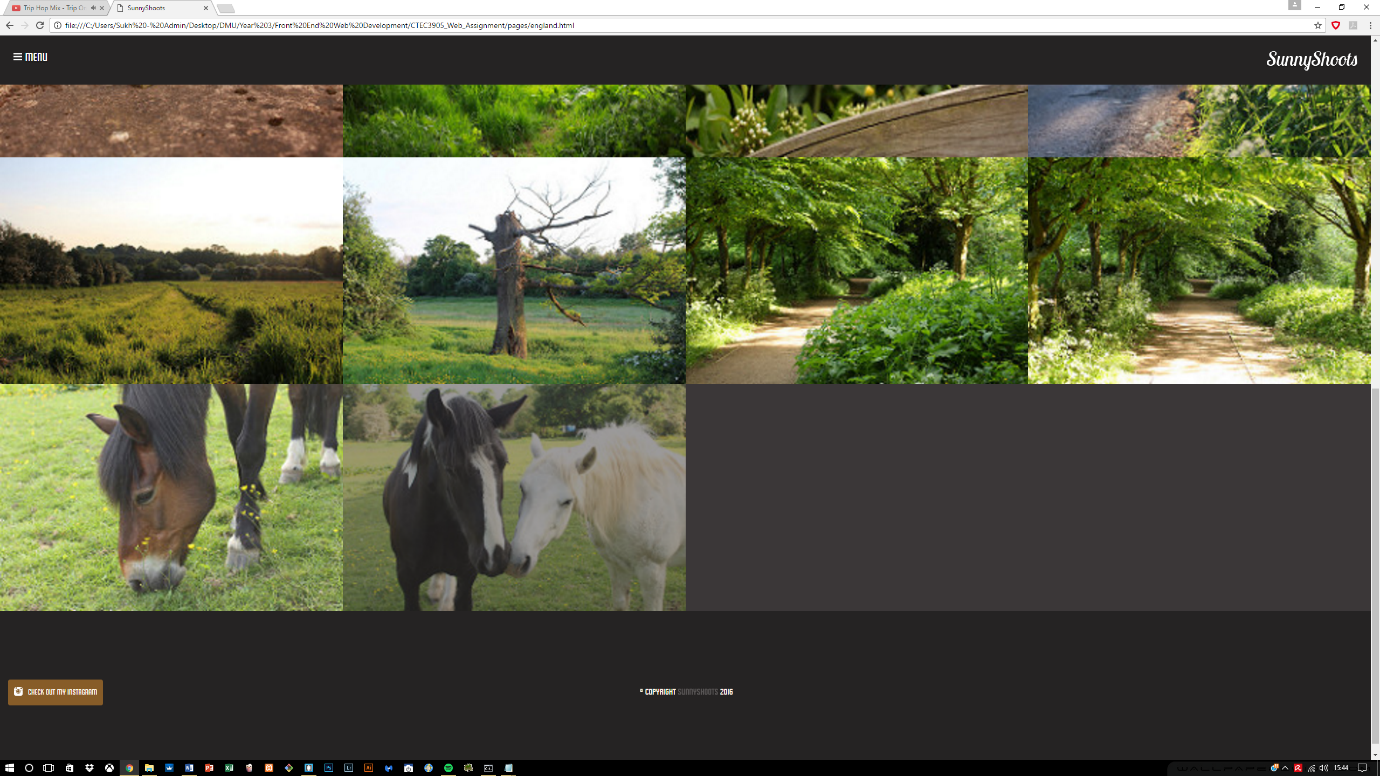 Trip Hop Mix - Trip
SunnyShoots
file:///C:/Users/Sukh%20-%20Admin/Desktop/DMU/Year%203/Front%20End%20Web%20Development/CTEC3905_Web_Assignment/pages/england.html
MENU
SunnyShoots
CHECK OUT MY INSTAGRAM
© COPYRIGHT SUNNYSHOOTS 2016
15:44